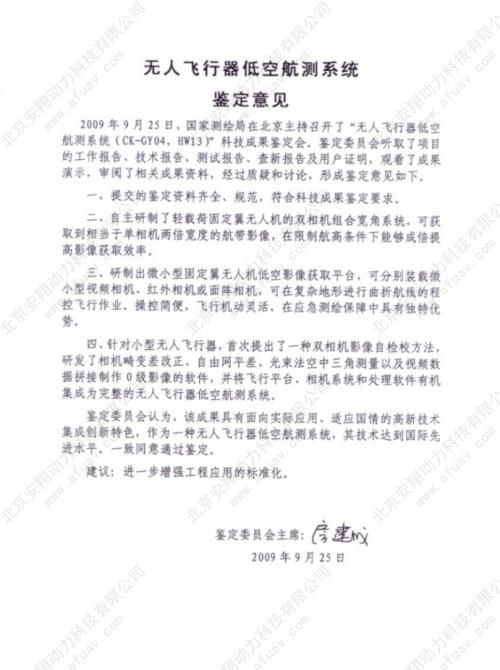 无人飞行器低空航测系统
鉴定意见
2009年9月25日,国家测绘局在北京主持召开了“无人飞行器低空
航测系统(CK-GY04,HW13)”科技成果鉴定会。鉴定委员会听取了项目
的工作报告、技术报告、测试报告、查新报告及用户证明,观看了成果
演示,审阅了相关成果资料,经过质疑和讨论,形成鉴定意见如下。
一、提交的鉴定资料齐全、规范,符合科技成果鉴定要求。
二、自主研制了轻载荷固定翼无人机的双相机组合宽角系统,可获
取到相当于单相机两倍宽度的航带影像,在限制航高条件下能够成倍提
高影像获取效率。
三、研制出微小型固定翼无人机低空影像获取平台,可分别装载微
小型视频相机、红外相机或面阵相机,可在复杂地形进行曲折航线的程
控飞行作业。操控简便,飞行机动灵活,在应急测绘保障中具有独特优
势。
四、针对小型无人飞行器,首次提出了一种双相机影像自检校方法,
研发了相机畸变差改正、自由网平差、光束法空中三角测量以及视频数
据拼接制作0级影像的软件,并将飞行平台、相机系统和处理软件有机
集成为完整的无人飞行器低空航测系统。
鉴定委员会认为,该成果具有面向实际应用、适应国情的高新技术
集成创新特色,作为一种无人飞行器低空航测系统,其技术达到国际先
进水平、一致同意通过鉴定。
建议:进一步增强工程应用的标准化。
鉴定委员会主席:
2009年9月25日
北京安翔动力科技有限公司
www.afuav.com